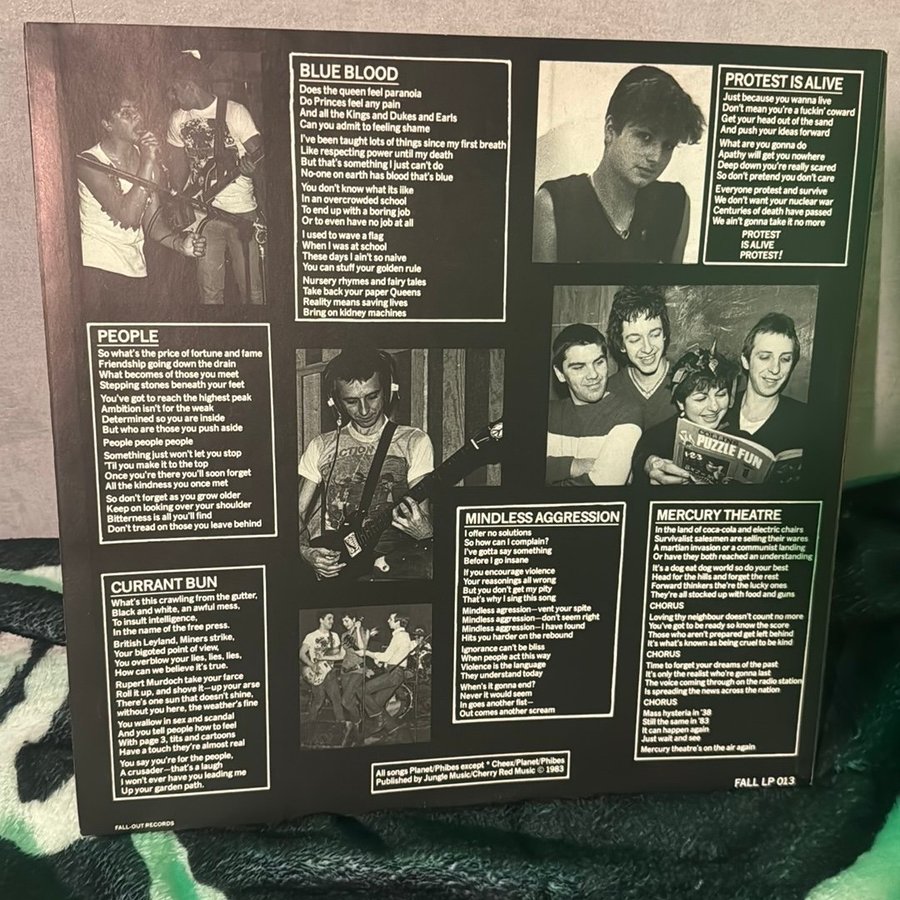 BLUE BLOOD
Does the queen feel paranoia
Do Princes feel any pain
And all the Kings and Dukes and Earls
Can you admit to feeling shame
I've been taught lots of things since my first breath
Like respecting power until my death
But that's something I just can't do
No-one on earth has blood that's blue
You don't know what its like
In an overcrowded school
To end up with a boring job
Or to even have no job at all
I used to wave a flag
When I was at school
These days I ain't so naive
You can stuff your golden rule
Nursery rhymes and fairy tales
Take back your paper Queens
Reality means saving lives
Bring on kidney machines
PROTEST IS ALIVE
Just because you wanna live
Don't mean you're a fuckin' coward
Get your head out of the sand
And push your ideas forward
What are you gonna do
Apathy will get you nowhere
Deep down you're really scared
So don't pretend you don't care
Everyone protest and survive
We don't want your nuclear war
Centuries of death have passed
We ain't gonna take it no more
PROTEST
IS ALIVE
PROTEST!
PEOPLE
So what's the price of fortune and fame
Friendship going down the drain
What becomes of those you meet
Stepping stones beneath your feet
You've got to reach the highest peak
Ambition isn't for the weak
Determined so you are inside
But who are those you push aside
People people people
Something just won't let you stop
'Til you make it to the top
Once you're there you'll soon forget
All the kindness you once met
So don't forget as you grow older
Keep on looking over your shoulder
Bitterness is all you'll find
Don't tread on those you leave behind
PUZZLE FUN
CURRANT BUN
What's this crawling from the gutter,
Black and white, an awful mess,
To insult intelligence,
In the name of the free press.
British Leyland, Miners strike,
Your bigoted point of view,
You overblow your lies, lies, lies,
How can we believe it's true.
Rupert Murdoch take your farce
Roll it up, and shove it—up your arse
There's one sun that doesn't shine,
without you here, the weather's fine
You wallow in sex and scandal
And you tell people how to feel
With page 3, tits and cartoons
Have a touch they're almost real
You say you're for the people,
A crusader—that's a laugh
I won't ever have you leading me
Up your garden path.
MINDLESS AGGRESSION
I offer no solutions
So how can I complain?
I've gotta say something
Before I go insane
If you encourage violence
Your reasonings all wrong
But you don't get my pity
That's why I sing this song
Mindless agression—vent your spite
Mindless aggression—don't seem right
Mindless aggression—I have found
Hits you harder on the rebound
Ignorance can't be bliss
When people act this way
Violence is the language
They understand today
When's it gonna end?
Never it would seem
In goes another fist—
Out comes another scream
MERCURY THEATRE
In the land of coca-cola and electric chairs
Survivalist salesmen are selling their wares
A martian invasion or a communist landing
Or have they both reached an understanding
It's a dog eat dog world so do your best
Head for the hills and forget the rest
Forward thinkers the're the lucky ones
They're all stocked up with food and guns
CHORUS
Loving thy neighbour doesn't count no more
You've got to be ready so know the score
Those who aren't prepared get left behind
It's what's known as being cruel to be kind
CHORUS
Time to forget your dreams of the past
It's only the realist who're gonna last
The voice coming through on the radio station
Is spreading the news across the nation
CHORUS
Mass hysteria in '38
Still the same in '83
It can happen again
Just wait and see
Mercury theatre's on the air again
All songs Planet/Phibes except * Cheex/Planet/Phibes
Published by Jungle Music/Cherry Red Music © 1983
FALL LP 013
FALL-OUT RECORDS